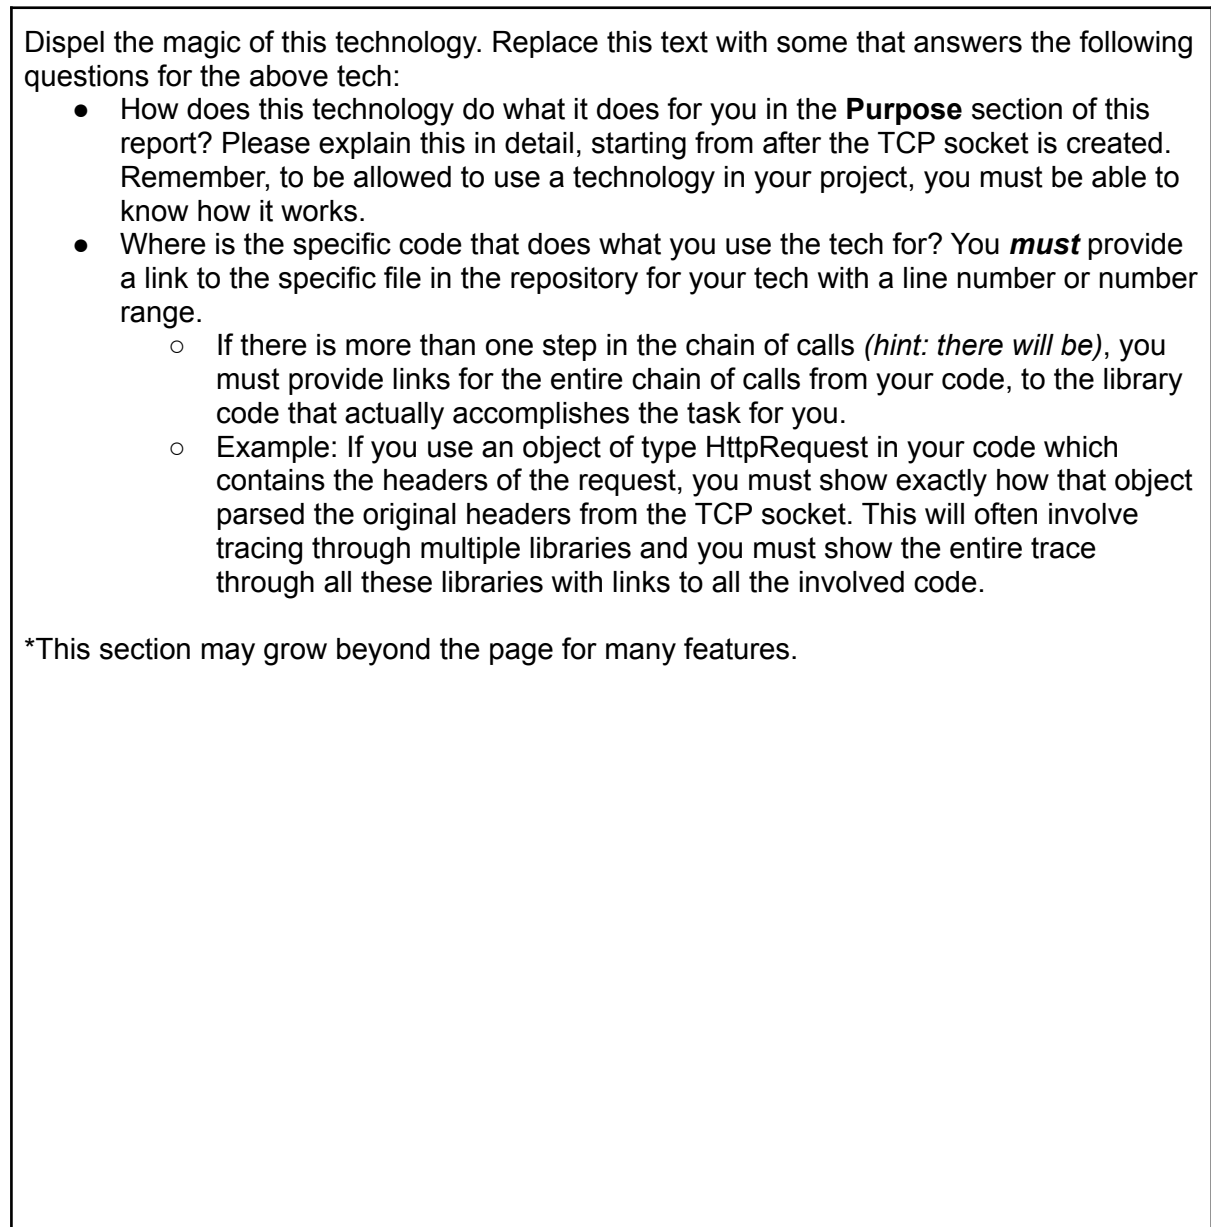 Dispel the magic of this technology. Replace this text with some that answers the following
questions for the above tech:
● How does this technology do what it does for you in the Purpose section of this
report? Please explain this in detail, starting from after the TCP socket is created.
Remember, to be allowed to use a technology in your project, you must be able to
know how it works.
● Where is the specific code that does what you use the tech for? You must provide
a link to the specific file in the repository for your tech with a line number or number
range.
○ If there is more than one step in the chain of calls (hint: there will be), you
must provide links for the entire chain of calls from your code, to the library
code that actually accomplishes the task for you.
○ Example: If you use an object of type HttpRequest in your code which
contains the headers of the request, you must show exactly how that object
parsed the original headers from the TCP socket. This will often involve
tracing through multiple libraries and you must show the entire trace
through all these libraries with links to all the involved code.
*This section may grow beyond the page for many features.